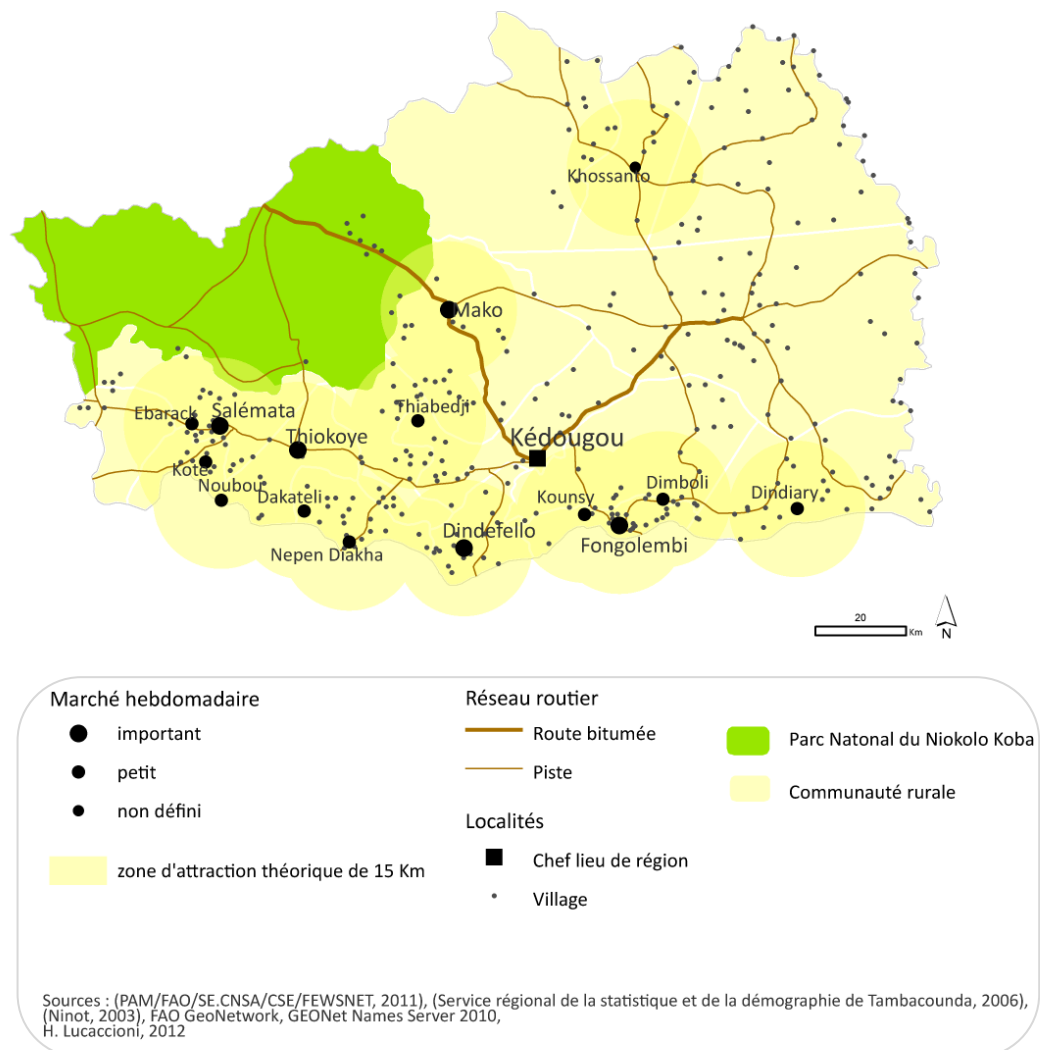 Khossanto
Mako
Thiabedji
Ebarack
Salémata
Thiokoye
Kédougou
Kote
Noubou
Dakateli
Kounsy
Dimboli
Dindiary
Dindefello
Fongolembi
Nepen Diakha
20
Km
N
Marché hebdomadaire
important
petit
non défini
zone d'attraction théorique de 15 Km
Réseau routier
Route bitumée
Piste
Localités
Chef lieu de région
Village
Parc Natonal du Niokolo Koba
Communauté rurale
Sources : (PAM/FAO/SE.CNSA/CSE/FEWSNET, 2011), (Service régional de la statistique et de la démographie de Tambacounda, 2006),
(Ninot, 2003), FAO GeoNetwork, GEONet Names Server 2010,
H. Lucaccioni, 2012